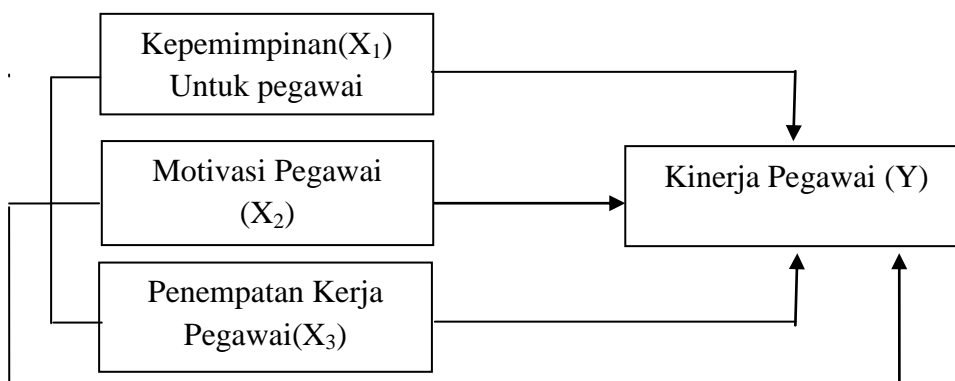 Kepemimpinan(X₁)
Untuk pegawai
Motivasi Pegawai
(X₂)
Kinerja Pegawai (Y)
Penempatan Kerja
Pegawai(X₃)